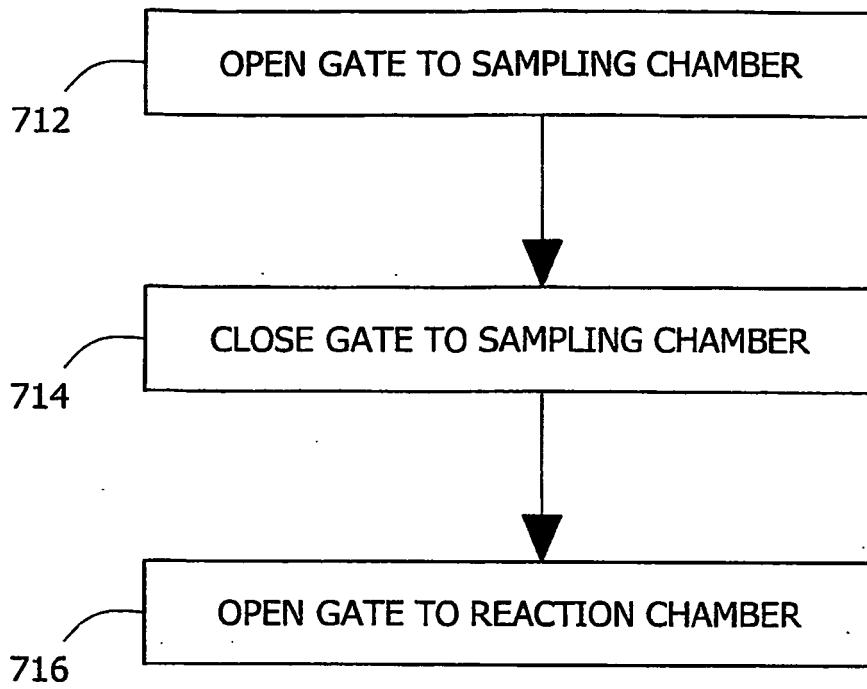 OPEN GATE TO SAMPLING CHAMBER
712
CLOSE GATE TO SAMPLING CHAMBER
714
OPEN GATE TO REACTION CHAMBER
716